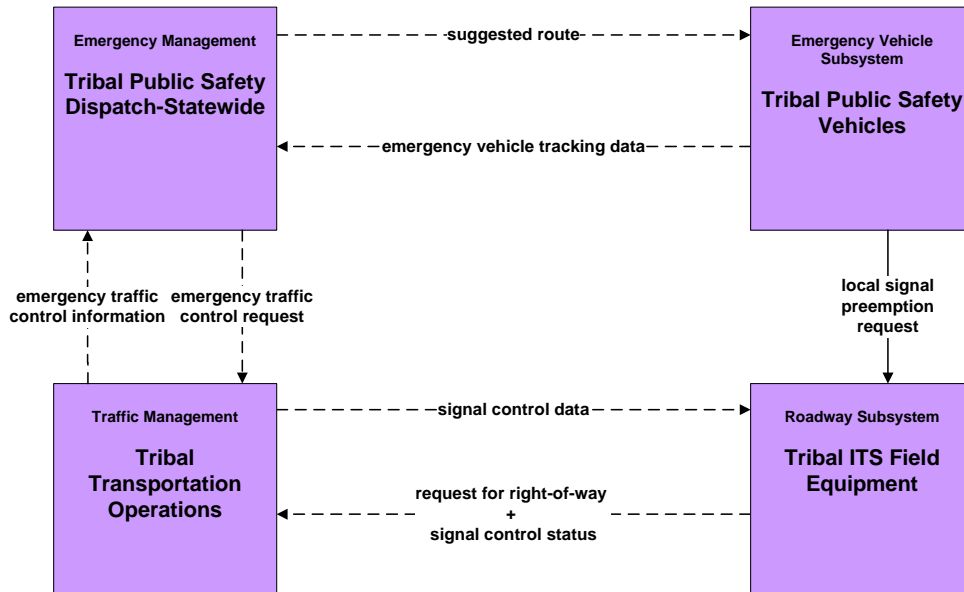 Emergency Management
Tribal Public Safety
Dispatch-Statewide
suggested route
Emergency Vehicle
Subsystem
Tribal Public Safety
Vehicles
emergency vehicle tracking data
emergency traffic
control information
emergency traffic
control request
local signal
preemption
request
Traffic Management
Tribal
Transportation
Operations
signal control data
Roadway Subsystem
Tribal ITS Field
Equipment
request for right-of-way
+
signal control status